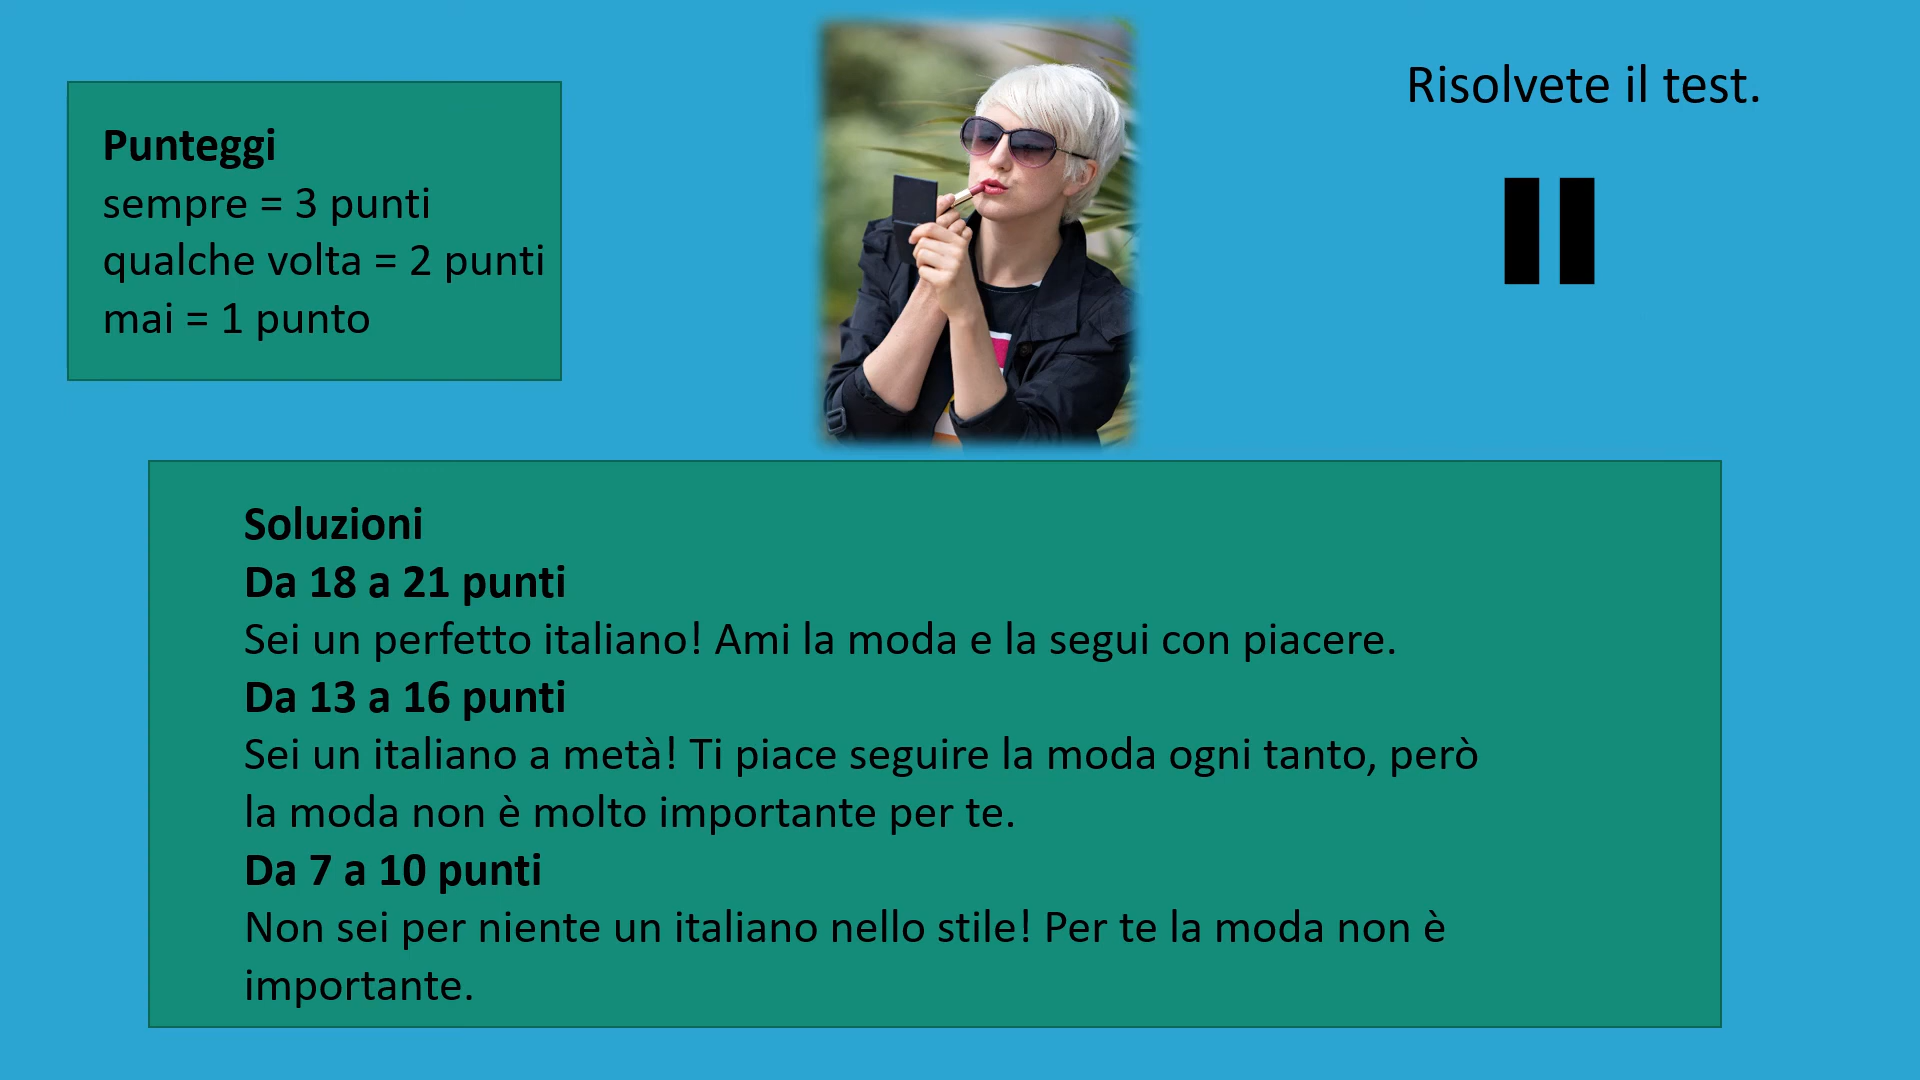 Risolvete il test.
Punteggi
sempre = 3 punti
qualche volta = 2 punti
mai = 1 punto
Soluzioni
Da 18 a 21 punti
Sei un perfetto italiano! Ami la moda e la segui con piacere.
Da 13 a 16 punti
Sei un italiano a metà! Ti piace seguire la moda ogni tanto, però
la moda non è molto importante per te.
Da 7 a 10 punti
Non sei per niente un italiano nello stile! Per te la moda non è
importante.